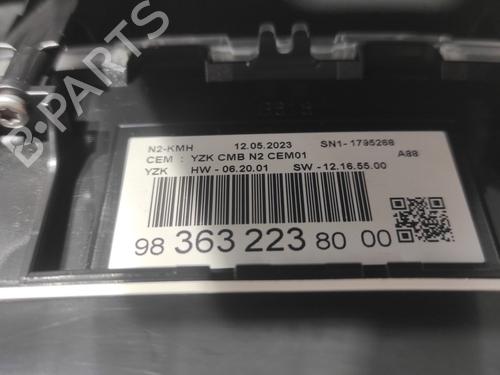 B-PARTS
N2-KMH 12.05.2023 SN1-1795268
CEM : YZK CMB N2 CEM01 A88
YZK HW - 06.20.01 SW - 12.16.55.00
98 363 223 80 00